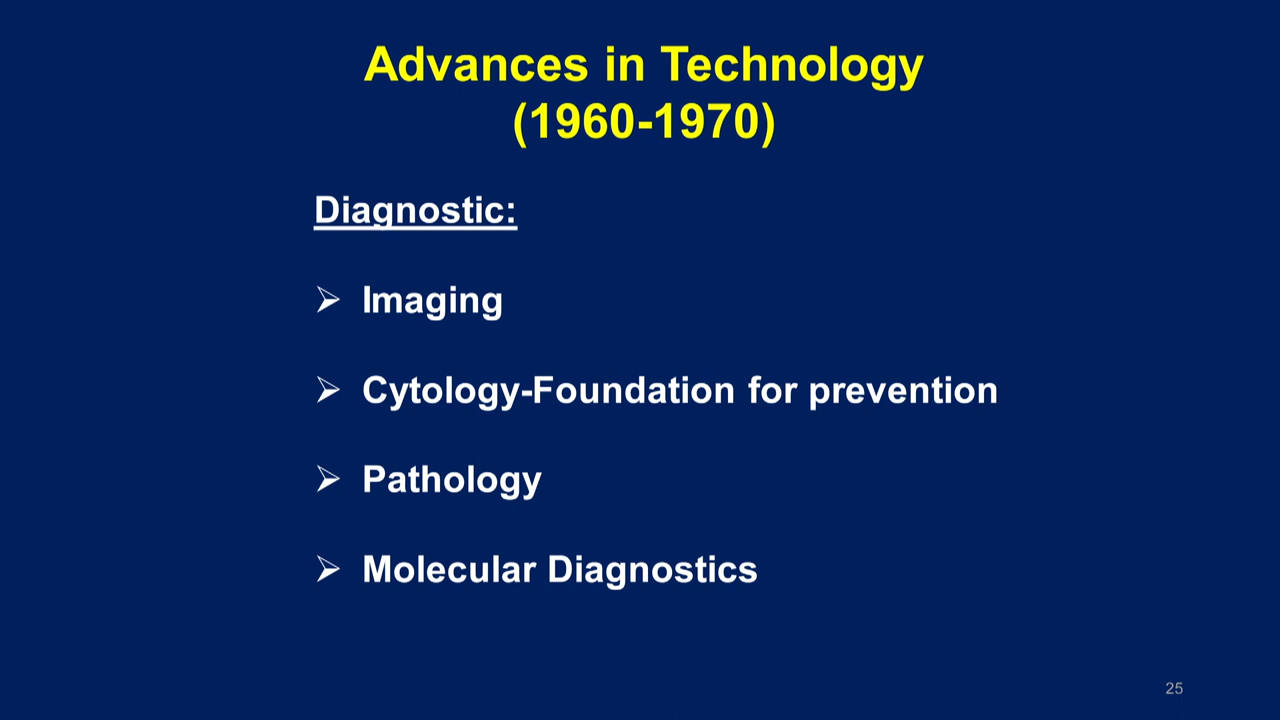 Advances in Technology
(1960-1970)
Diagnostic:
➢ Imaging
➢ Cytology-Foundation for prevention
➢ Pathology
➢ Molecular Diagnostics
25